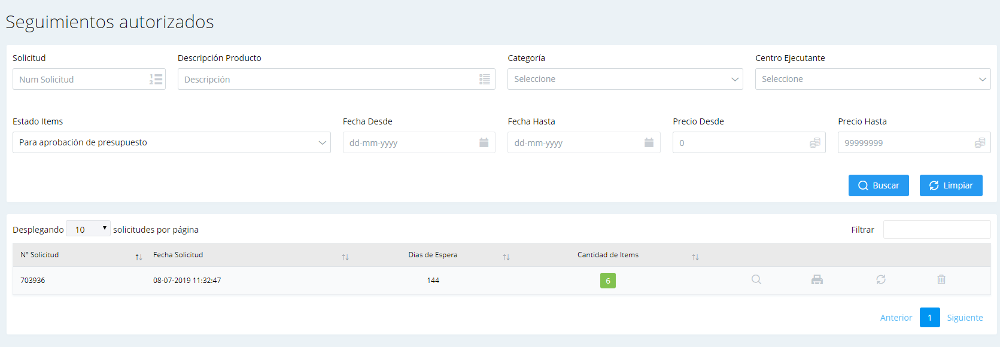 Seguimientos autorizados
Solicitud Descripción Producto Categoría Centro Ejecutante
Num Solicitud Descripción Seleccione Seleccione
Estado Items Fecha Desde Fecha Hasta Precio Desde Precio Hasta
Para aprobación de presupuesto dd-mm-yyyy dd-mm-yyyy 0 99999999
Buscar Limpiar
Desplegando 10 solicitudes por página Filtrar
Nº Solicitud Fecha Solicitud Dias de Espera Cantidad de Items
703936 08-07-2019 11:32:47 144 6
Anterior 1 Siguiente